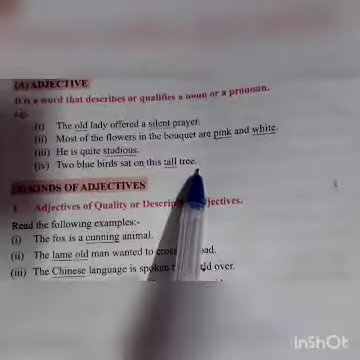 (A) ADJECTIVE
It is a word that describes or qualifies a noun or a pronoun.
e.g.-
(i) The old lady offered a silent prayer.
(ii) Most of the flowers in the bouquet are pink and white.
(iii) He is quite studious.
(iv) Two blue birds sat on this tall tree.
(B) KINDS OF ADJECTIVES
1. Adjectives of Quality or
Read the following examples:-
(i) The fox is a cunning animal.
(ii) The lame old man wanted to
(iii) The Chinese language is spoken over.
InShOt